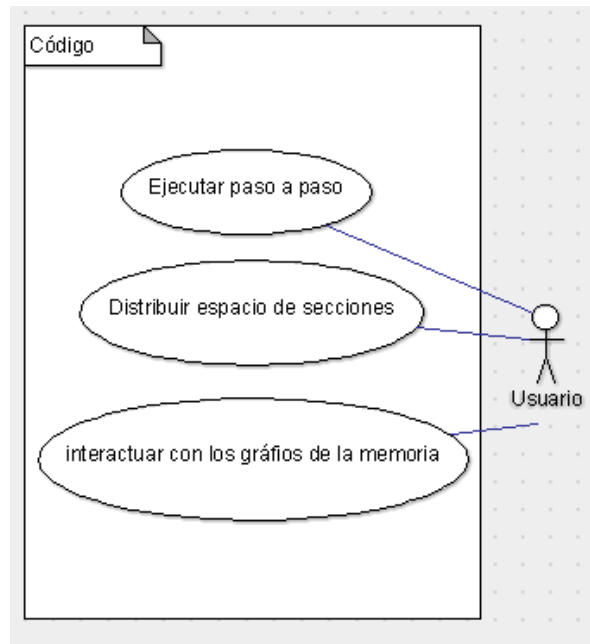 Código
Ejecutar paso a paso
Distribuir espacio de secciones
Usuario
interactuar con los gráfios de la memoria